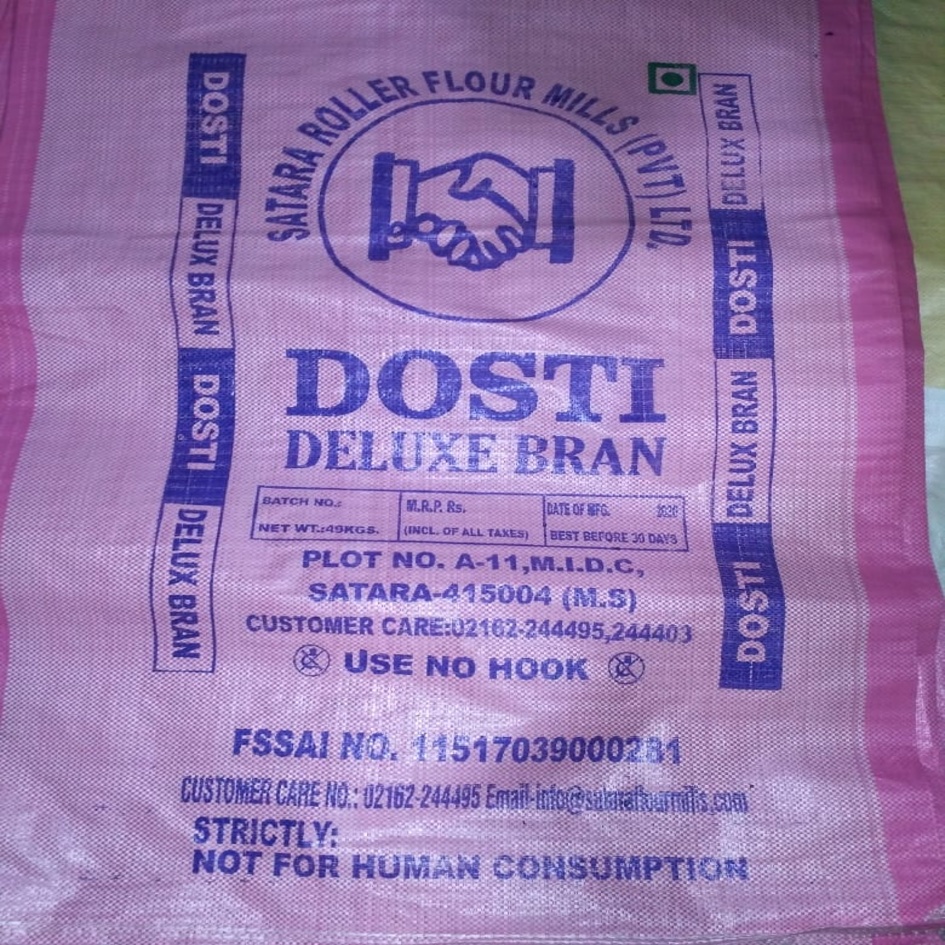 SATARA ROLLER FLOUR MILLS (PVT) LTD.
DOSTI
DELUXE BRAN
BATCH NO.:
NET WT.:49KGS.
M.R.P. Rs.
(INCL. OF ALL TAXES)
DATE OF MFG. 2020
BEST BEFORE 30 DAYS
PLOT NO. A-11,M.I.D.C,
SATARA-415004 (M.S)
CUSTOMER CARE:02162-244495,244403
USE NO HOOK
FSSAI NO. 11517039000281
CUSTOMER CARE NO.: 02162-244495 Email-
STRICTLY:
NOT FOR HUMAN CONSUMPTION
DOSTI DELUX BRAN DOSTI DELUX BRAN
DOSTI DELUX BRAN DOSTI DELUX BRAN